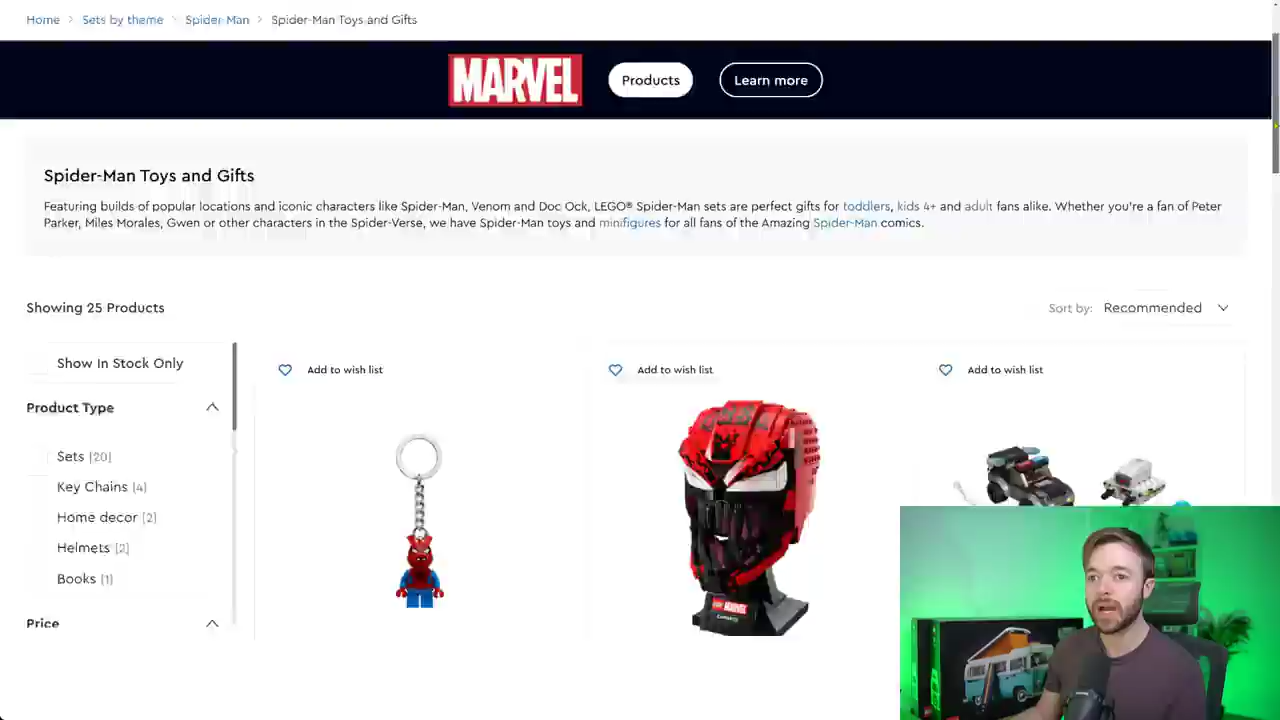 Home > Sets by theme > Spider-Man > Spider-Man Toys and Gifts
MARVEL
Products
Learn more
Spider-Man Toys and Gifts
Featuring builds of popular locations and iconic characters like Spider-Man, Venom and Doc Ock, LEGO® Spider-Man sets are perfect gifts for toddlers, kids 4+ and adult fans alike. Whether you're a fan of Peter
Parker, Miles Morales, Gwen or other characters in the Spider-Verse, we have Spider-Man toys and minifigures for all fans of the Amazing Spider-Man comics.
Showing 25 Products
Sort by: Recommended
Show In Stock Only
Product Type
Sets [20]
Key Chains [4]
Home decor [2]
Helmets [2]
Books [1]
Price
Add to wish list
Add to wish list
Add to wish list
MARVEL